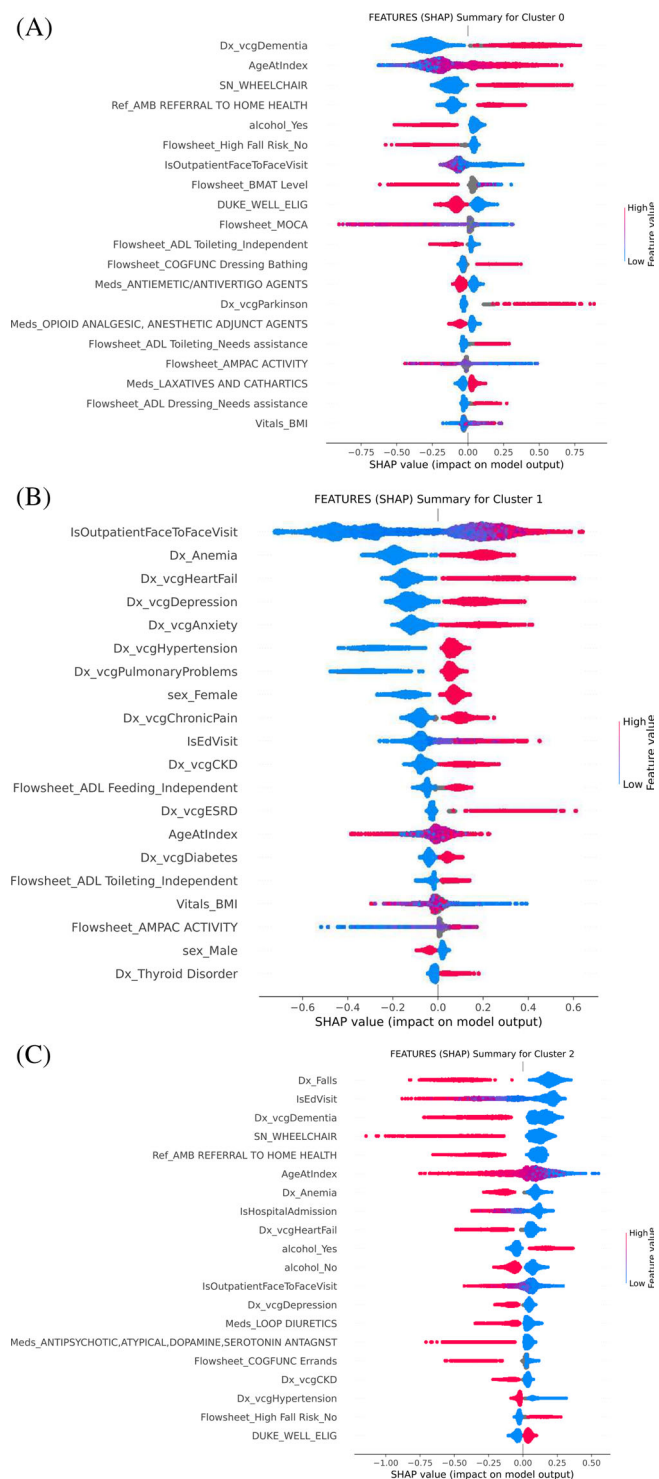 (A)
FEATURES (SHAP) Summary for Cluster 0
Dx_vcgDementia
AgeAtIndex
SN_WHEELCHAIR
Ref_AMB REFERRAL TO HOME HEALTH
alcohol_Yes
Flowsheet_High Fall Risk_No
IsOutpatientFaceToFaceVisit
Flowsheet_BMAT Level
DUKE_WELL_ELIG
Flowsheet_MOCA
Flowsheet_ADL Toileting_Independent
Flowsheet_COGFUNC Dressing Bathing
Meds_ANTIEMETIC/ANTIVERTIGO AGENTS
Dx_vcgParkinson
Meds_OPIOID ANALGESIC, ANESTHETIC ADJUNCT AGENTS
Flowsheet_ADL Toileting_Needs assistance
Flowsheet_AMPAC ACTIVITY
Meds_LAXATIVES AND CATHARTICS
Flowsheet_ADL Dressing_Needs assistance
Vitals_BMI
High
Feature value
Low
−0.75 −0.50 −0.25 0.00 0.25 0.50 0.75
SHAP value (impact on model output)
(B)
FEATURES (SHAP) Summary for Cluster 1
IsOutpatientFaceToFaceVisit
Dx_Anemia
Dx_vcgHeartFail
Dx_vcgDepression
Dx_vcgAnxiety
Dx_vcgHypertension
Dx_vcgPulmonaryProblems
sex_Female
Dx_vcgChronicPain
IsEdVisit
Dx_vcgCKD
Flowsheet_ADL Feeding_Independent
Dx_vcgESRD
AgeAtIndex
Dx_vcgDiabetes
Flowsheet_ADL Toileting_Independent
Vitals_BMI
Flowsheet_AMPAC ACTIVITY
sex_Male
Dx_Thyroid Disorder
High
Feature value
Low
−0.6 −0.4 −0.2 0.0 0.2 0.4 0.6
SHAP value (impact on model output)
(C)
FEATURES (SHAP) Summary for Cluster 2
Dx_Falls
IsEdVisit
Dx_vcgDementia
SN_WHEELCHAIR
Ref_AMB REFERRAL TO HOME HEALTH
AgeAtIndex
Dx_Anemia
IsHospitalAdmission
Dx_vcgHeartFail
alcohol_Yes
alcohol_No
IsOutpatientFaceToFaceVisit
Dx_vcgDepression
Meds_LOOP DIURETICS
Meds_ANTIPSYCHOTIC,ATYPICAL,DOPAMINE,SEROTONIN ANTAGNST
Flowsheet_COGFUNC Errands
Dx_vcgCKD
Dx_vcgHypertension
Flowsheet_High Fall Risk_No
DUKE_WELL_ELIG
High
Feature value
Low
−1.00 −0.75 −0.50 −0.25 0.00 0.25 0.50
SHAP value (impact on model output)